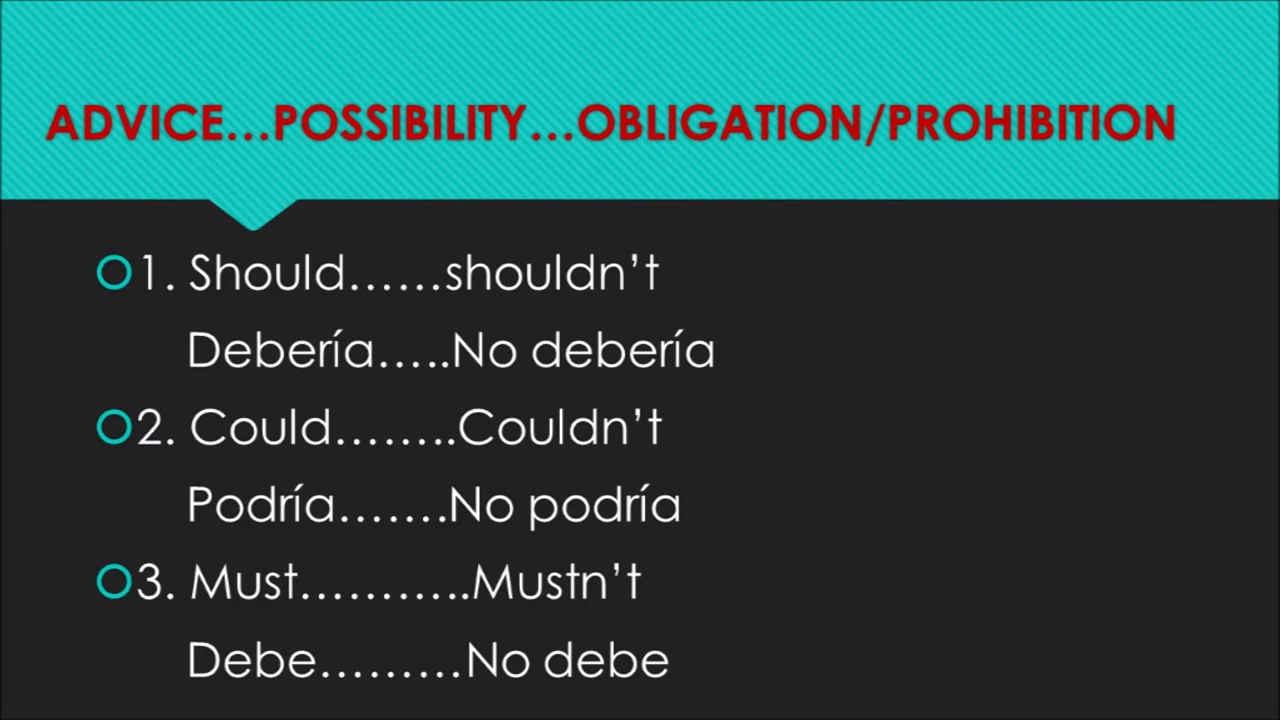 ADVICE...POSSIBILITY...OBLIGATION/PROHIBITION
1. Should......shouldn't
Debería.....No debería
2. Could........Couldn't
Podría.......No podría
3. Must...........Mustn't
Debe.........No debe